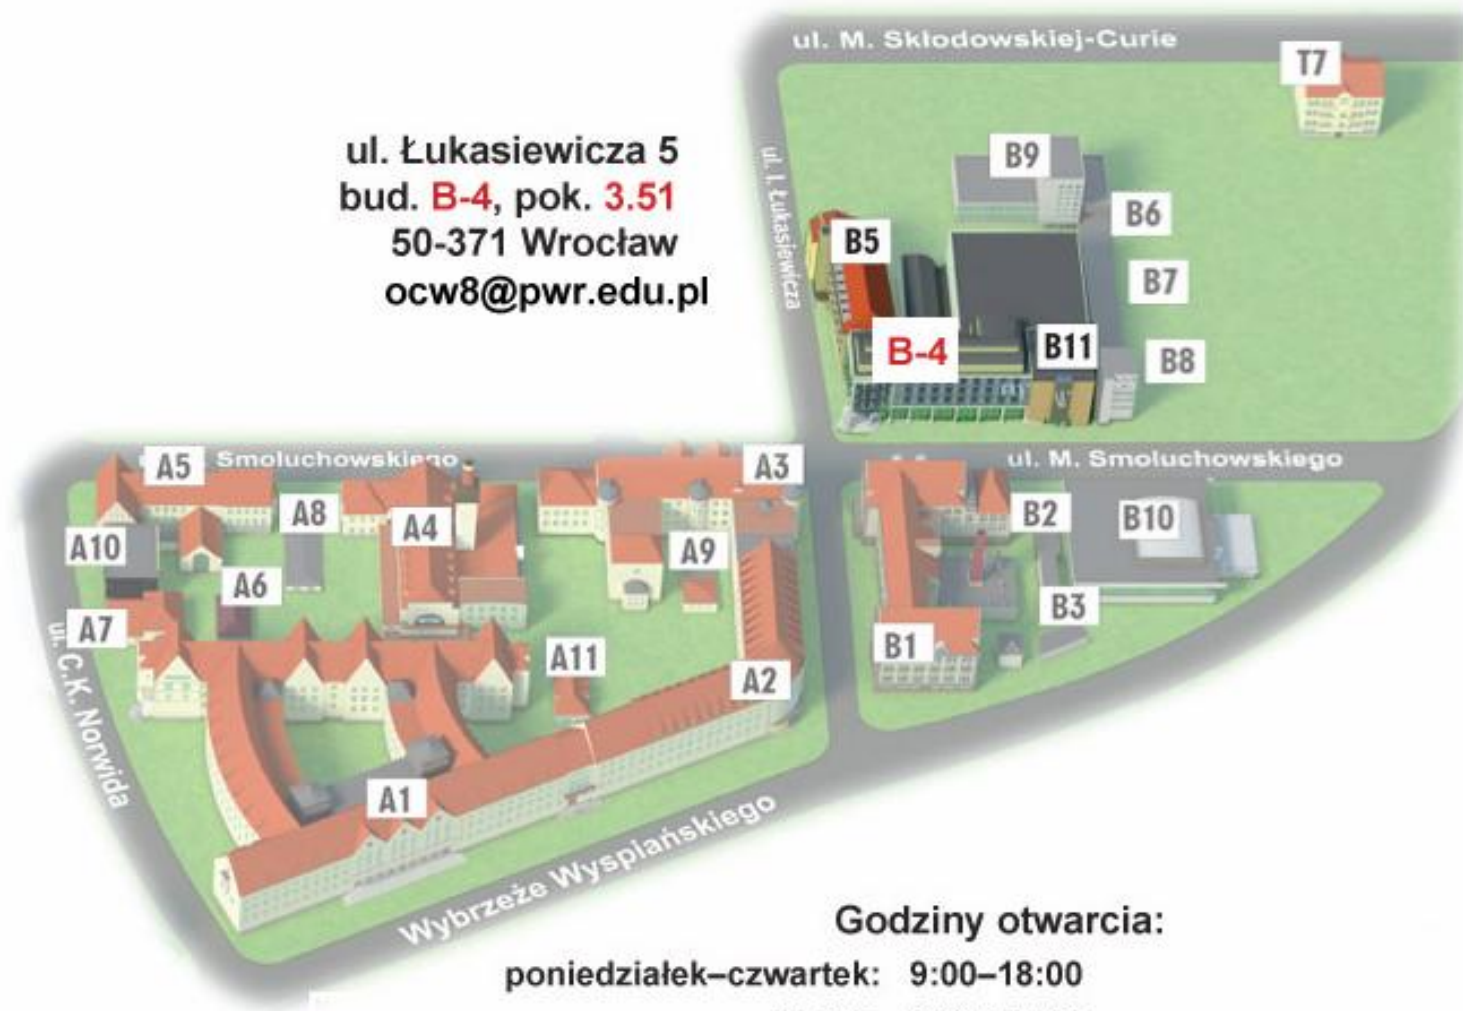 ul. M. Skłodowskiej-Curie
T7
ul. Łukasiewicza 5
bud. B-4, pok. 3.51
50-371 Wrocław
ocw8@pwr.edu.pl
ul. I. Łukasiewicza
B9
B6
B5
B7
B-4
B11
B8
Smoluchowskiego
ul. M. Smoluchowskiego
A5
A3
A8
A4
B2
B10
A10
A9
A6
B3
A7
B1
A11
A2
ul. C.K. Norwida
A1
Wybrzeże Wyspiańskiego
Godziny otwarcia:
poniedziałek–czwartek: 9:00–18:00